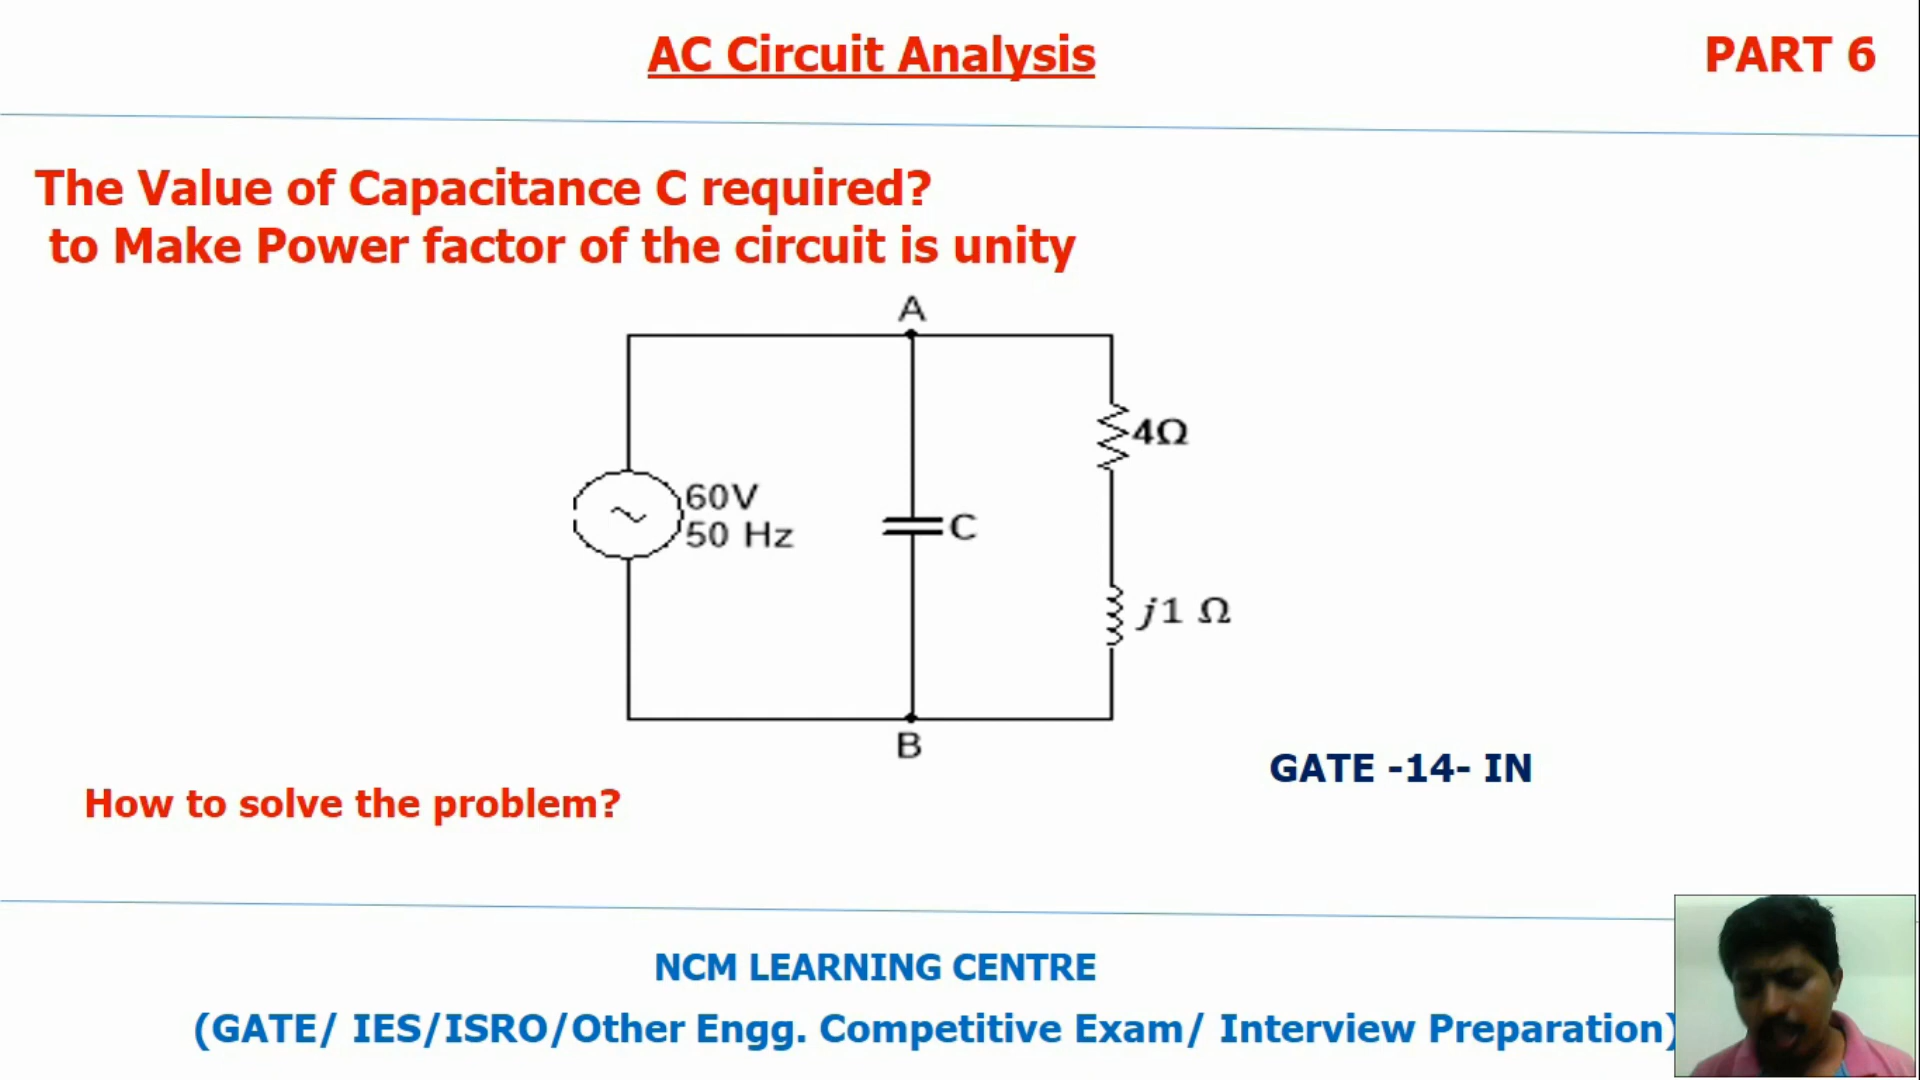 AC Circuit Analysis
PART 6
The Value of Capacitance C required?
to Make Power factor of the circuit is unity
A
4Ω
60V
50 Hz
C
j1 Ω
B
GATE -14- IN
How to solve the problem?
NCM LEARNING CENTRE
(GATE/ IES/ISRO/Other Engg. Competitive Exam/ Interview Preparation)